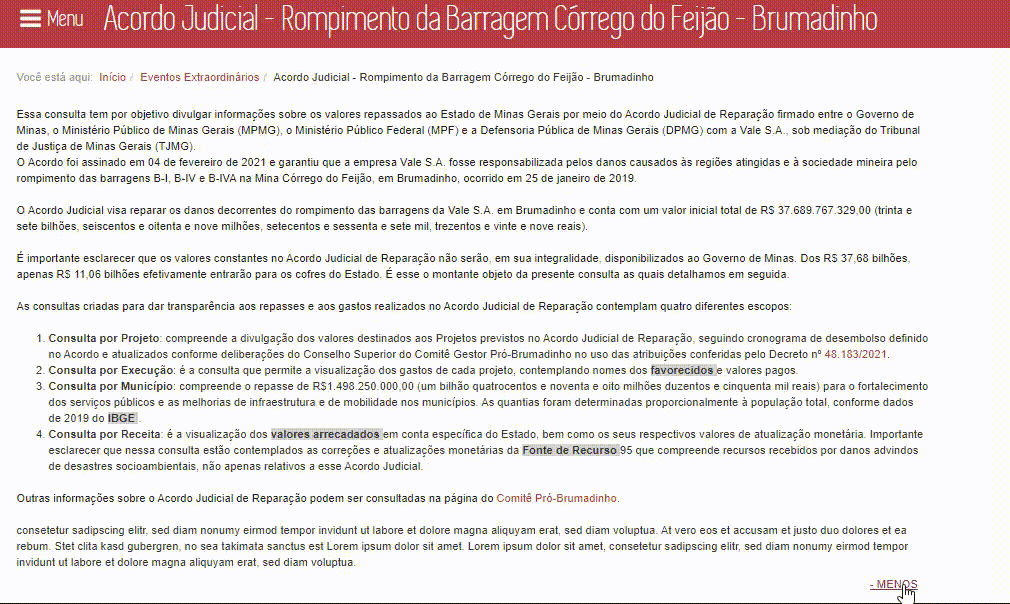 Menu Acordo Judicial - Rompimento da Barragem Córrego do Feijão - Brumadinho
Você está aqui: Início / Eventos Extraordinários / Acordo Judicial - Rompimento da Barragem Córrego do Feijão - Brumadinho
Essa consulta tem por objetivo divulgar informações sobre os valores repassados ao Estado de Minas Gerais por meio do Acordo Judicial de Reparação firmado entre o Governo de
Minas, o Ministério Público de Minas Gerais (MPMG), o Ministério Público Federal (MPF) e a Defensoria Pública de Minas Gerais (DPMG) com a Vale S.A., sob mediação do Tribunal
de Justiça de Minas Gerais (TJMG).
O Acordo foi assinado em 04 de fevereiro de 2021 e garantiu que a empresa Vale S.A. fosse responsabilizada pelos danos causados às regiões atingidas e à sociedade mineira pelo
rompimento das barragens B-I, B-IV e B-IVA na Mina Córrego do Feijão, em Brumadinho, ocorrido em 25 de janeiro de 2019.
O Acordo Judicial visa reparar os danos decorrentes do rompimento das barragens da Vale S.A. em Brumadinho e conta com um valor inicial total de R$ 37.689.767.329,00 (trinta e
sete bilhões, seiscentos e oitenta e nove milhões, setecentos e sessenta e sete mil, trezentos e vinte e nove reais).
É importante esclarecer que os valores constantes no Acordo Judicial de Reparação não serão, em sua integralidade, disponibilizados ao Governo de Minas. Dos R$ 37,68 bilhões,
apenas R$ 11,06 bilhões efetivamente entrarão para os cofres do Estado. É esse o montante objeto da presente consulta as quais detalhamos em seguida.
As consultas criadas para dar transparência aos repasses e aos gastos realizados no Acordo Judicial de Reparação contemplam quatro diferentes escopos:
1. Consulta por Projeto: compreende a divulgação dos valores destinados aos Projetos previstos no Acordo Judicial de Reparação, seguindo cronograma de desembolso definido
no Acordo e atualizados conforme deliberações do Conselho Superior do Comitê Gestor Pró-Brumadinho no uso das atribuições conferidas pelo Decreto nº 48.183/2021.
2. Consulta por Execução: é a consulta que permite a visualização dos gastos de cada projeto, contemplando nomes dos favorecidos e valores pagos.
3. Consulta por Município: compreende o repasse de R$1.498.250.000,00 (um bilhão quatrocentos e noventa e oito milhões duzentos e cinquenta mil reais) para o fortalecimento
dos serviços públicos e as melhorias de infraestrutura e de mobilidade nos municípios. As quantias foram determinadas proporcionalmente à população total, conforme dados
de 2019 do IBGE.
4. Consulta por Receita: é a visualização dos valores arrecadados em conta específica do Estado, bem como os seus respectivos valores de atualização monetária. Importante
esclarecer que nessa consulta estão contemplados as correções e atualizações monetárias da Fonte de Recurso 95 que compreende recursos recebidos por danos advindos
de desastres socioambientais, não apenas relativos a esse Acordo Judicial.
Outras informações sobre o Acordo Judicial de Reparação podem ser consultadas na página do Comitê Pró-Brumadinho.
consetetur sadipscing elitr, sed diam nonumy eirmod tempor invidunt ut labore et dolore magna aliquyam erat, sed diam voluptua. At vero eos et accusam et justo duo dolores et ea
rebum. Stet clita kasd gubergren, no sea takimata sanctus est Lorem ipsum dolor sit amet. Lorem ipsum dolor sit amet, consetetur sadipscing elitr, sed diam nonumy eirmod tempor
invidunt ut labore et dolore magna aliquyam erat, sed diam voluptua.
- MENOS